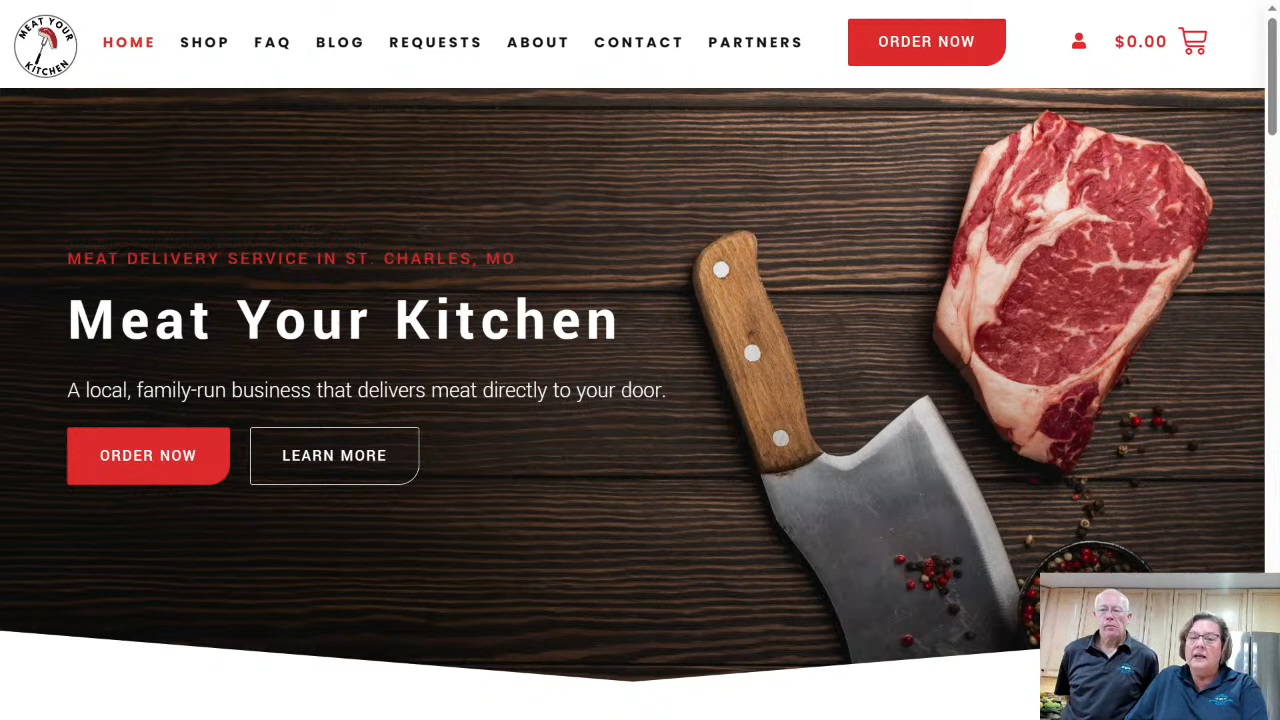 MEAT YOUR
KITCHEN
HOME SHOP FAQ BLOG REQUESTS ABOUT CONTACT PARTNERS
ORDER NOW
$0.00
MEAT DELIVERY SERVICE IN ST. CHARLES, MO
Meat Your Kitchen
A local, family-run business that delivers meat directly to your door.
ORDER NOW
LEARN MORE